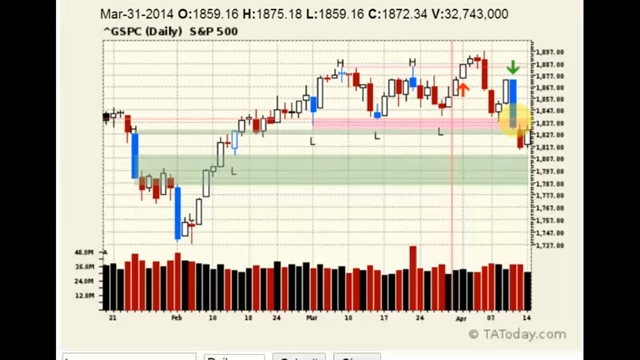 Mar-31-2014 O:1859.16 H:1875.18 L:1859.16 C:1872.34 V:32,743,000
^GSPC (Daily) S&P 500
1,897.00
1,887.00
1,877.00
1,867.00
1,857.00
1,847.00
1,837.00
1,827.00
1,817.00
1,807.00
1,797.00
1,787.00
1,777.00
1,767.00
1,757.00
1,747.00
1,737.00
H
H
H
L
L
L
L
48.0M
36.0M
24.0M
12.0M
21 Feb 10 18 24 Mar 10 17 24 Apr 07 14
© TAToday.com